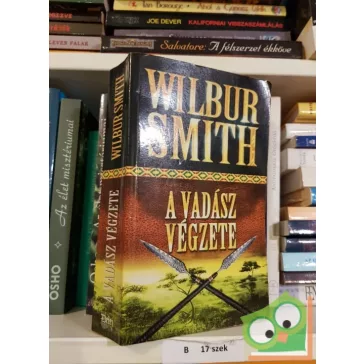 JOE DEVER KALIFORNIAI VISSZASZÁMLÁLÁS
Salvatore: A félszerzet ékköve
WILBUR
SMITH
A VADÁSZ
VÉGZETE
WILBUR SMITH
A VADÁSZ VÉGZETE
OSHO
Az élet misztériumai
B 17 szek